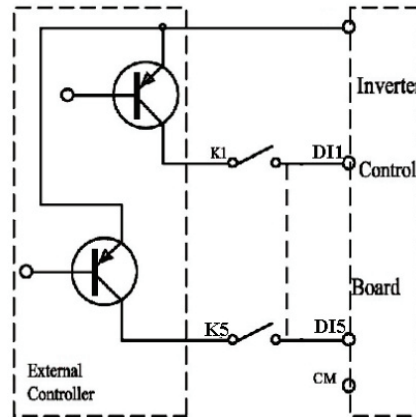 Inverter
K1
DI1
Control
Board
K5
DI5
External
Controller
CM